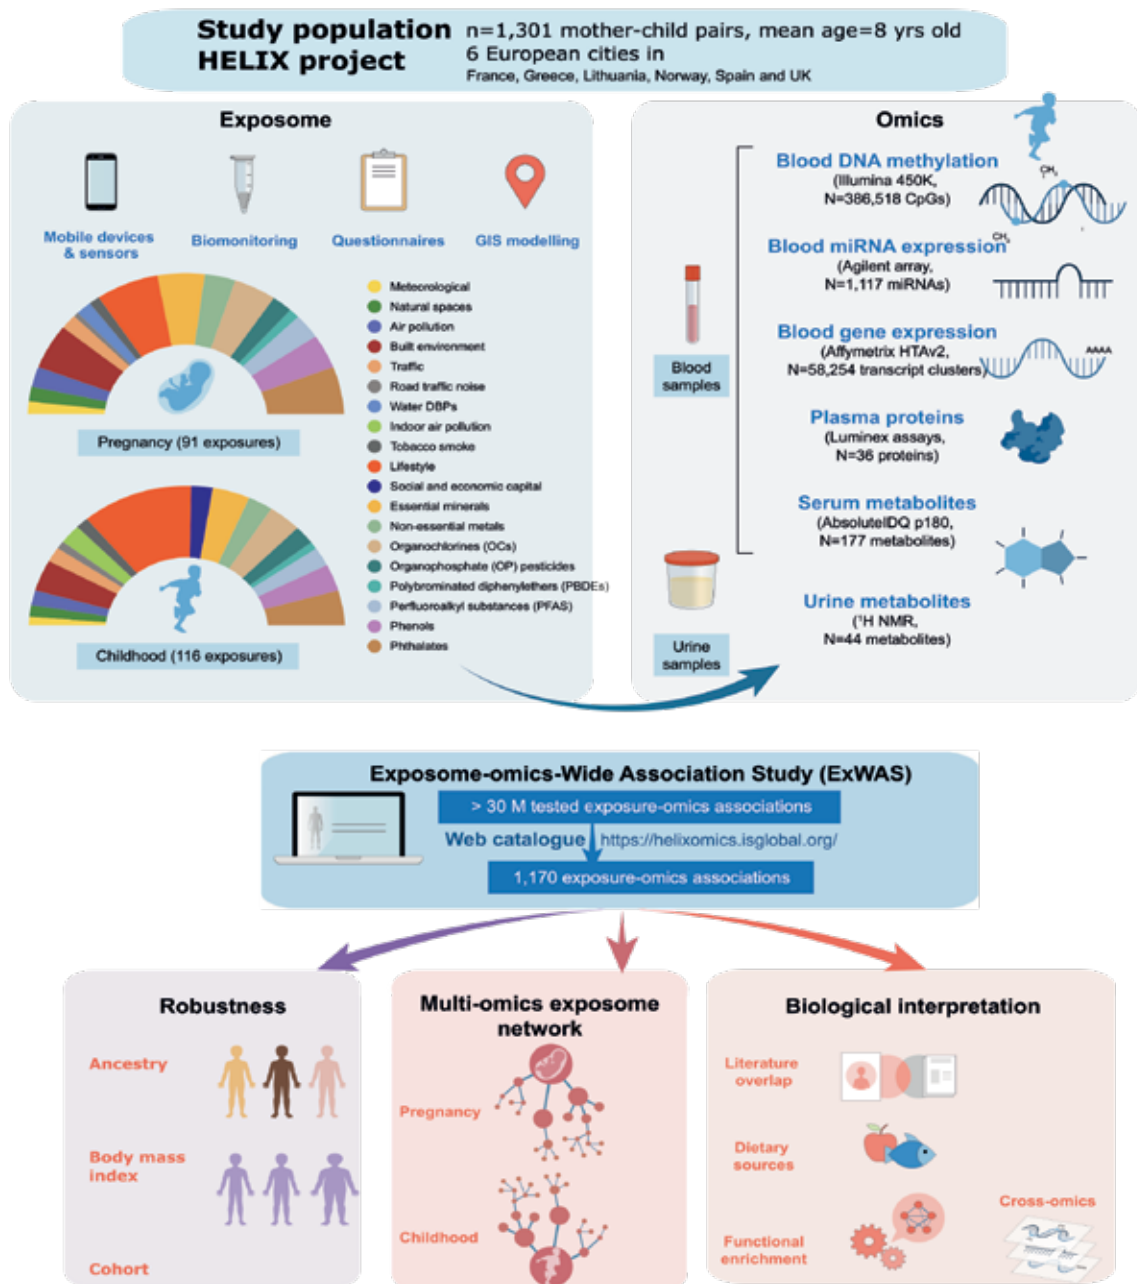 Study population n=1,301 mother-child pairs, mean age=8 yrs old
HELIX project 6 European cities in
France, Greece, Lithuania, Norway, Spain and UK
Exposome
Mobile devices
& sensors
Biomonitoring
Questionnaires
GIS modelling
Meteorological
Natural spaces
Air pollution
Built environment
Traffic
Road traffic noise
Water DBPs
Indoor air pollution
Tobacco smoke
Lifestyle
Social and economic capital
Essential minerals
Non-essential metals
Organochlorines (OCs)
Organophosphate (OP) pesticides
Polybrominated diphenylethers (PBDEs)
Perfluoroalkyl substances (PFAS)
Phenols
Phthalates
Pregnancy (91 exposures)
Childhood (116 exposures)
Omics
Blood
samples
Urine
samples
Blood DNA methylation
(Illumina 450K,
N=386,518 CpGs)
CH₃
CH₃
Blood miRNA expression
(Agilent array,
N=1,117 miRNAs)
Blood gene expression
(Affymetrix HTAv2,
N=58,254 transcript clusters)
AAAA
Plasma proteins
(Luminex assays,
N=36 proteins)
Serum metabolites
(AbsoluteIDQ p180,
N=177 metabolites)
Urine metabolites
(¹H NMR,
N=44 metabolites)
Exposome-omics-Wide Association Study (ExWAS)
> 30 M tested exposure-omics associations
Web catalogue https://helixomics.isglobal.org/
1,170 exposure-omics associations
Robustness
Ancestry
Body mass
index
Cohort
Multi-omics exposome
network
Pregnancy
Childhood
Biological interpretation
Literature
overlap
Dietary
sources
Functional
enrichment
Cross-omics